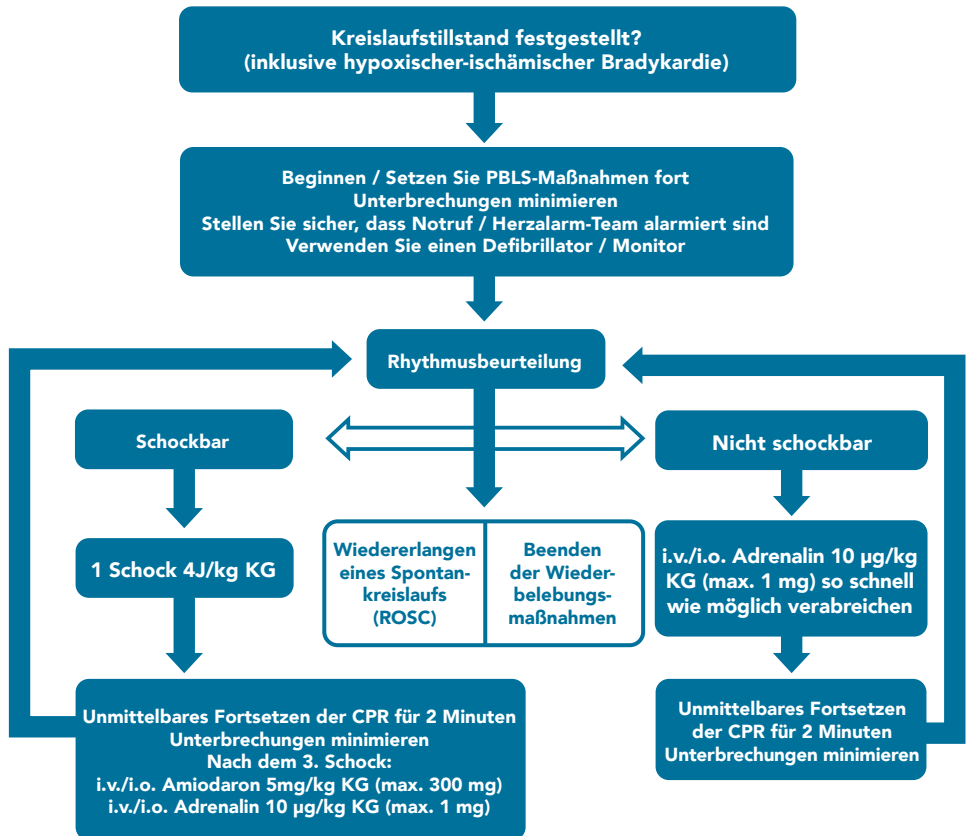 Kreislaufstillstand festgestellt?
(inklusive hypoxischer-ischämischer Bradykardie)
Beginnen / Setzen Sie PBLS-Maßnahmen fort
Unterbrechungen minimieren
Stellen Sie sicher, dass Notruf / Herzalarm-Team alarmiert sind
Verwenden Sie einen Defibrillator / Monitor
Rhythmusbeurteilung
Schockbar
Nicht schockbar
1 Schock 4J/kg KG
Wiedererlangen
eines Spontan-
kreislaufs
(ROSC)
Beenden
der Wieder-
belebungs-
maßnahmen
i.v./i.o. Adrenalin 10 µg/kg
KG (max. 1 mg) so schnell
wie möglich verabreichen
Unmittelbares Fortsetzen der CPR für 2 Minuten
Unterbrechungen minimieren
Nach dem 3. Schock:
i.v./i.o. Amiodaron 5mg/kg KG (max. 300 mg)
i.v./i.o. Adrenalin 10 µg/kg KG (max. 1 mg)
Unmittelbares Fortsetzen
der CPR für 2 Minuten
Unterbrechungen minimieren